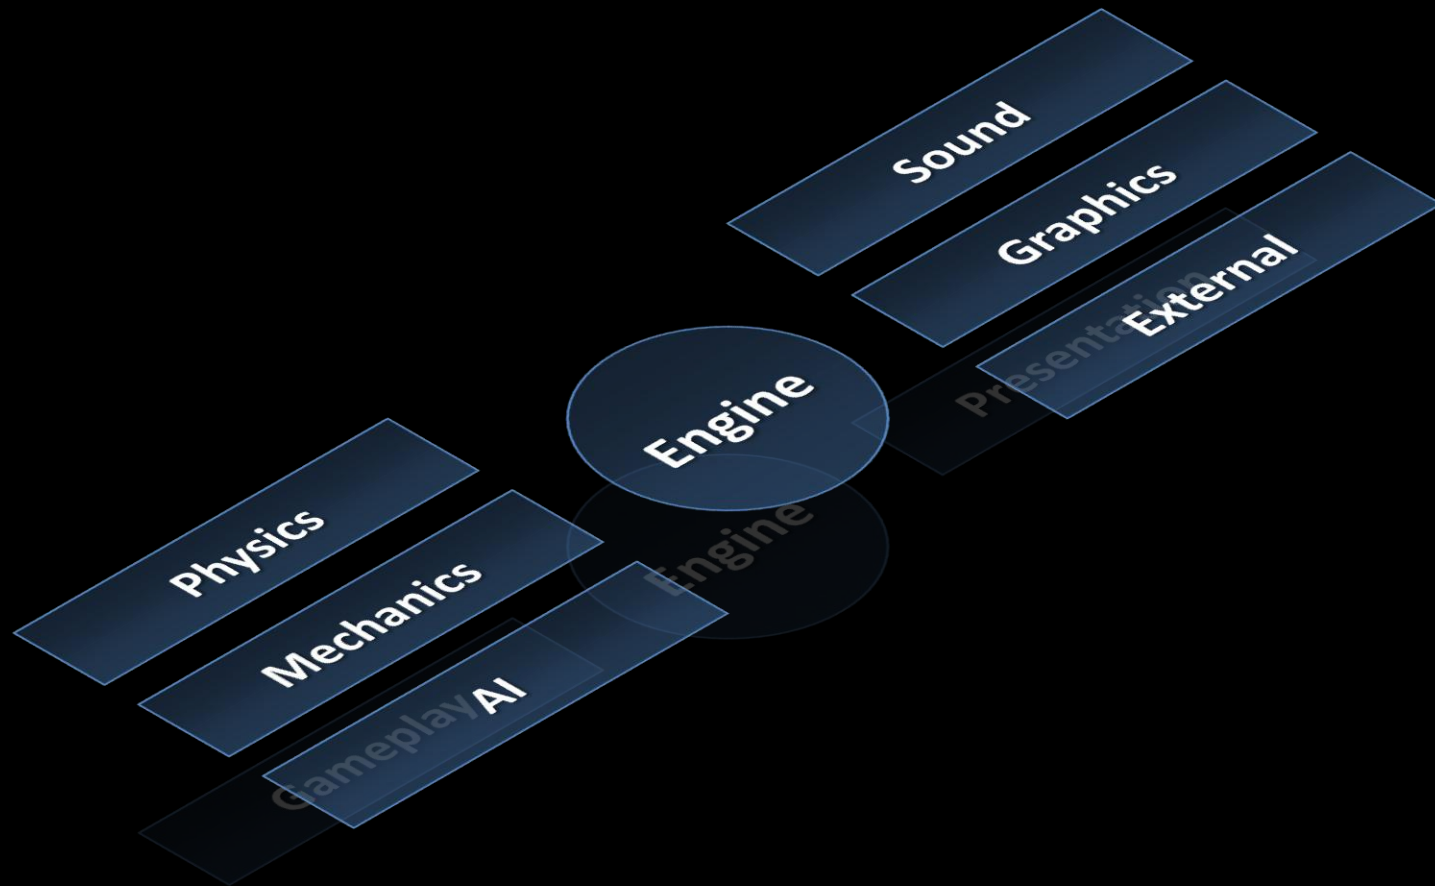 Sound
Graphics
External
Presentation
Engine
Engine
Physics
Mechanics
AI
Gameplay